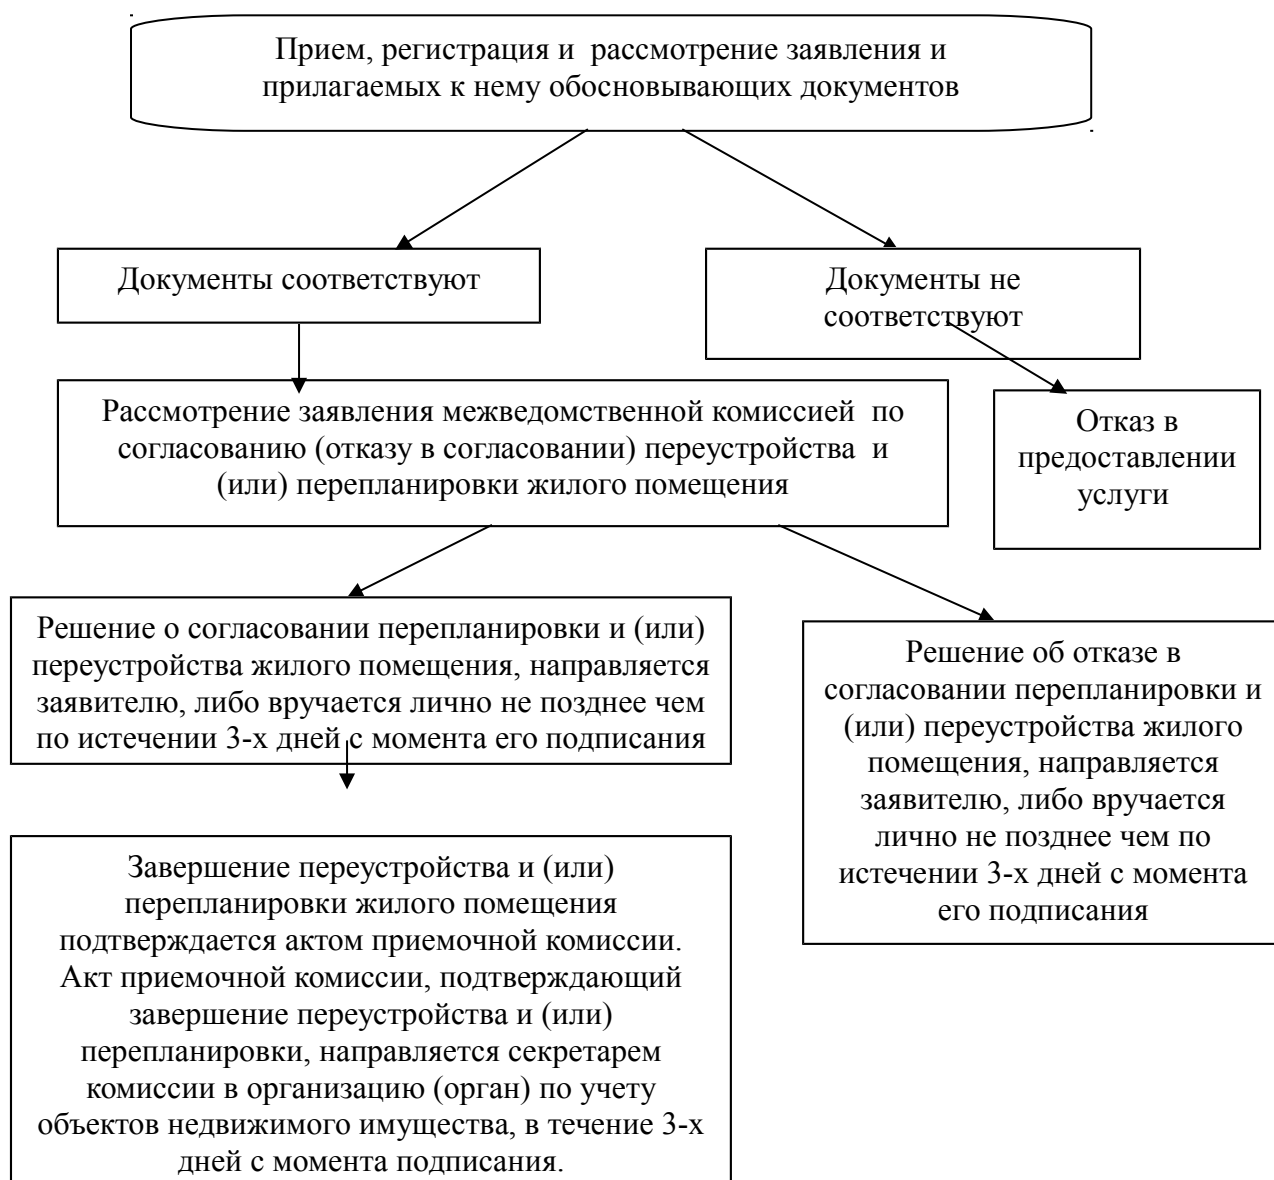 Прием, регистрация и  рассмотрение заявления и
прилагаемых к нему обосновывающих документов
Документы соответствуют
Документы не
соответствуют
Рассмотрение заявления межведомственной комиссией  по
согласованию (отказу в согласовании) переустройства  и
(или) перепланировки жилого помещения
Отказ в
предоставлении
услуги
Решение о согласовании перепланировки и (или)
переустройства жилого помещения, направляется
заявителю, либо вручается лично не позднее чем
по истечении 3-х дней с момента его подписания
Решение об отказе в
согласовании перепланировки и
(или) переустройства жилого
помещения, направляется
заявителю, либо вручается
лично не позднее чем по
истечении 3-х дней с момента
его подписания
Завершение переустройства и (или)
перепланировки жилого помещения
подтверждается актом приемочной комиссии.
Акт приемочной комиссии, подтверждающий
завершение переустройства и (или)
перепланировки, направляется секретарем
комиссии в организацию (орган) по учету
объектов недвижимого имущества, в течение 3-х
дней с момента подписания.